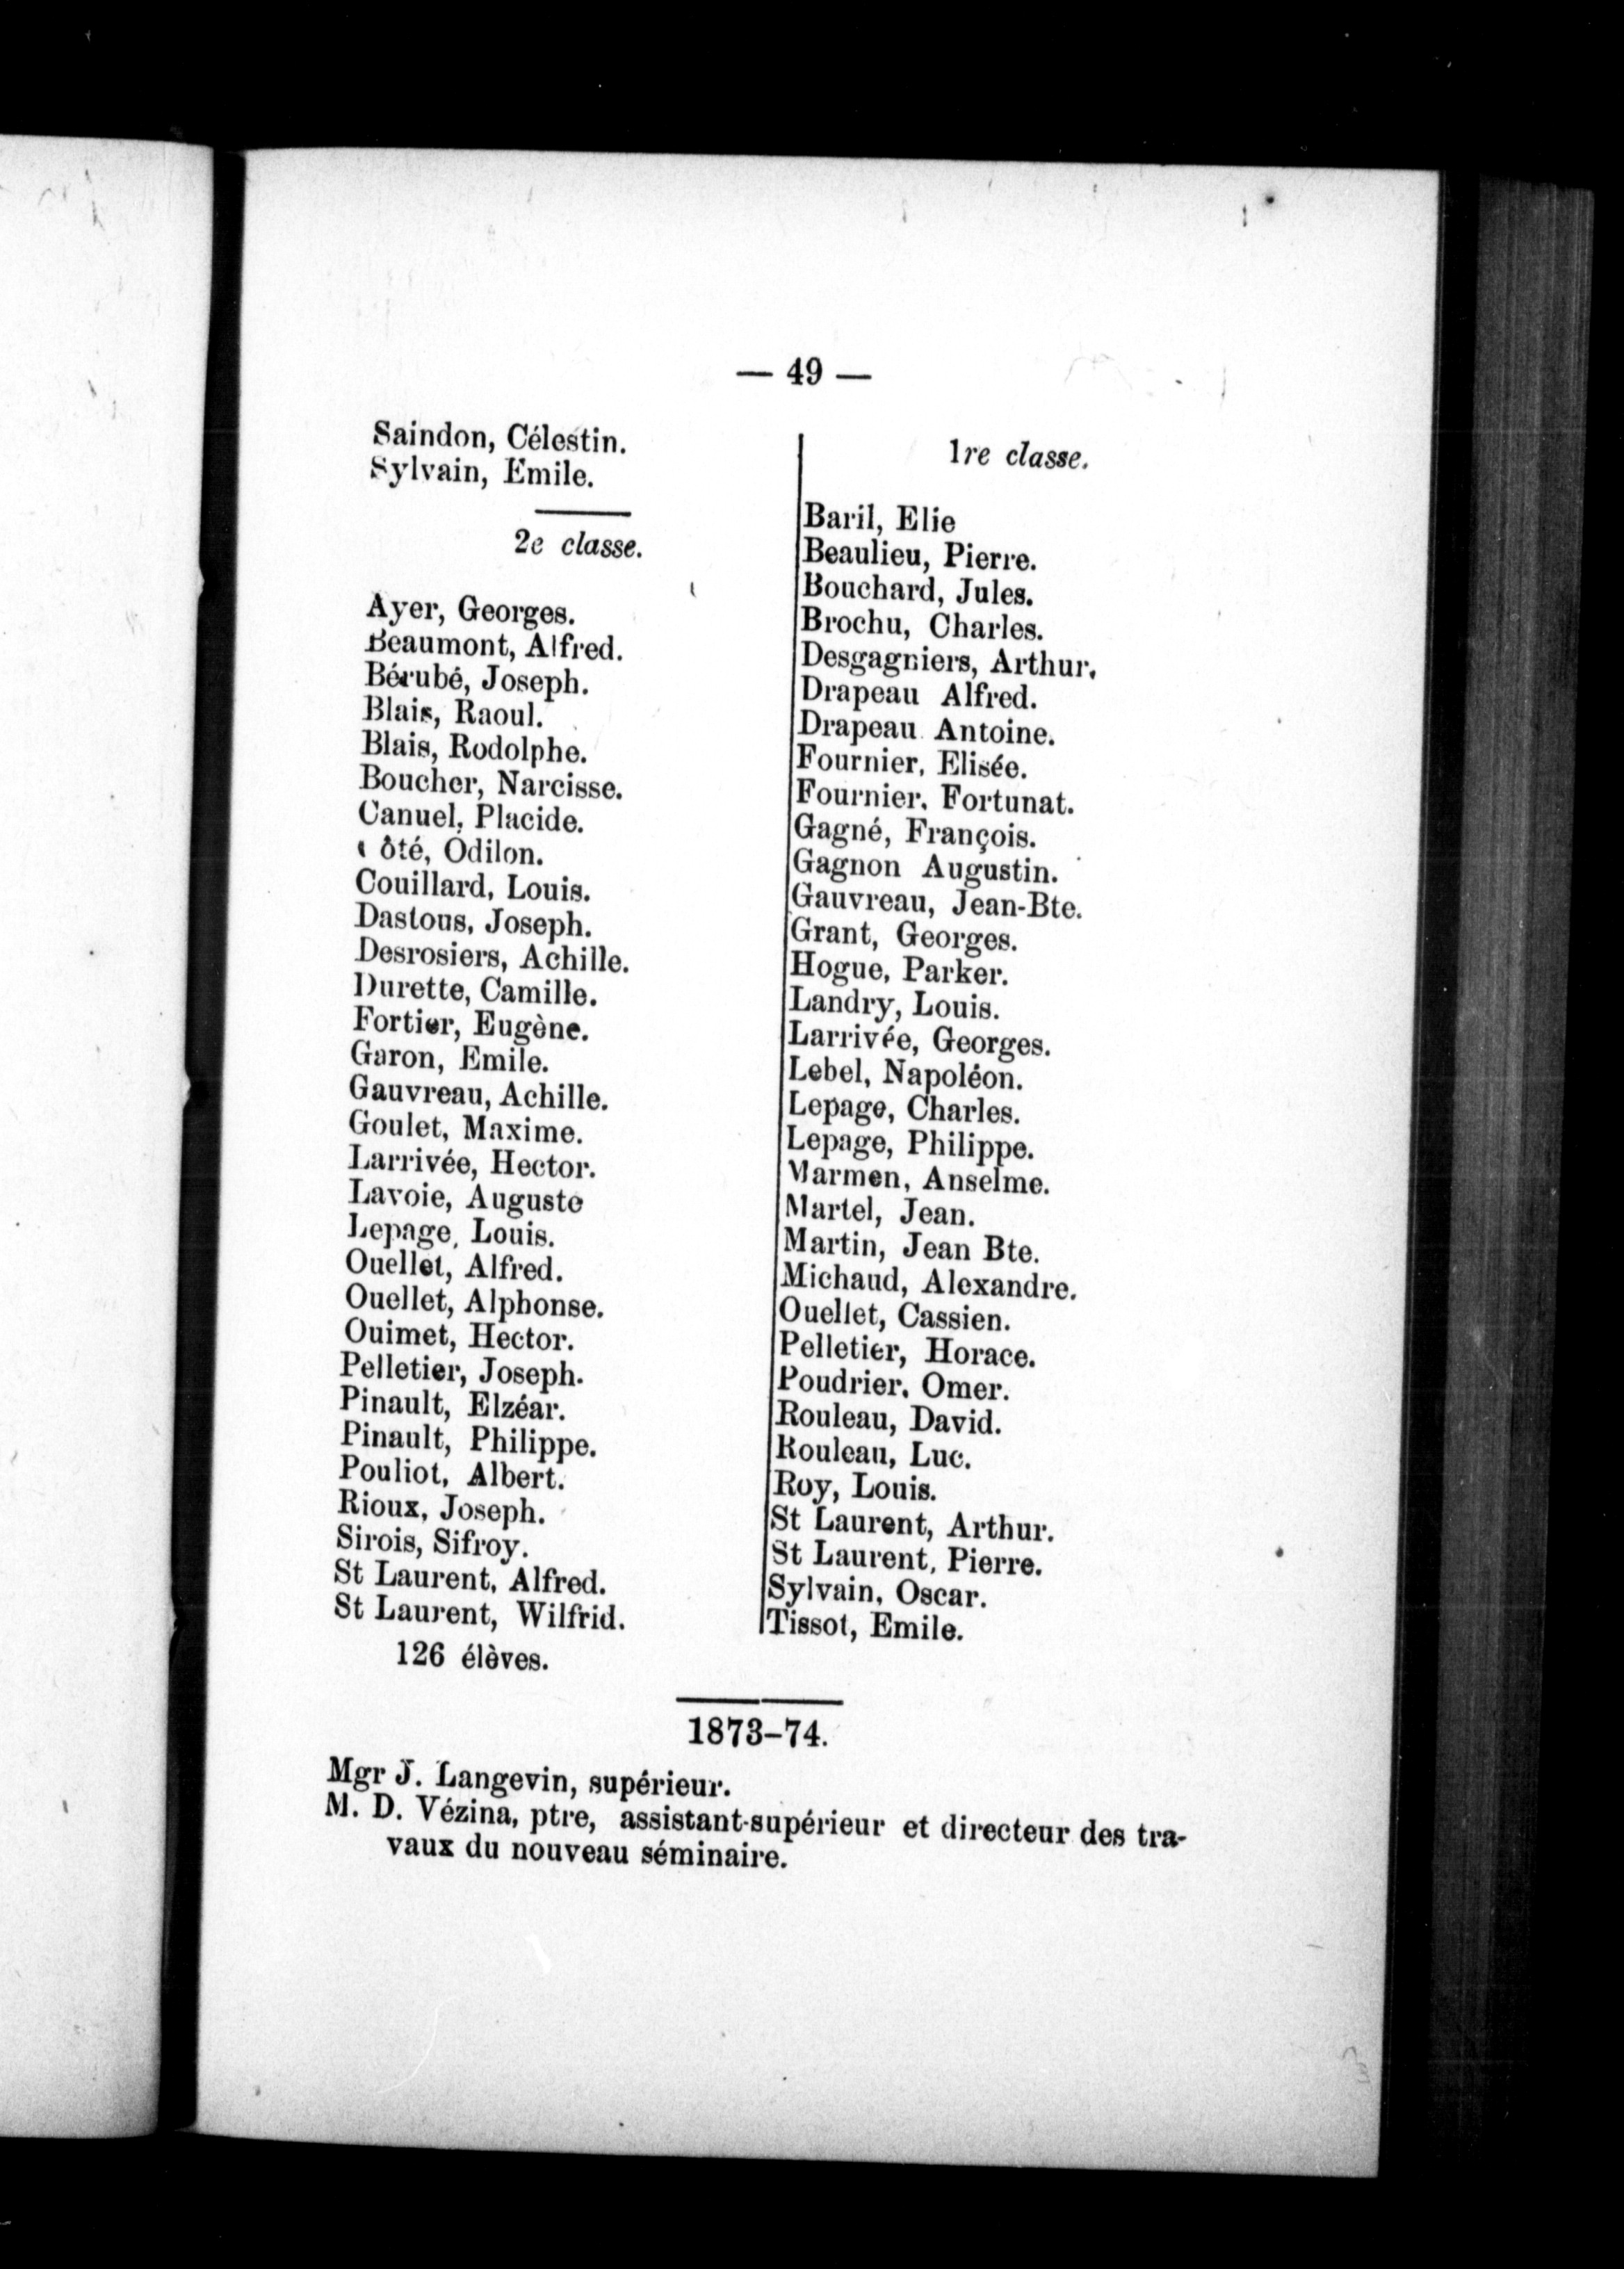 — 49 —
Saindon, Célestin.
Sylvain, Emile.
2e classe.
Ayer, Georges.
Beaumont, Alfred.
Bérubé, Joseph.
Blais, Raoul.
Blais, Rodolphe.
Boucher, Narcisse.
Canuel, Placide.
Côté, Odilon.
Couillard, Louis.
Dastous, Joseph.
Desrosiers, Achille.
Durette, Camille.
Fortier, Eugène.
Garon, Emile.
Gauvreau, Achille.
Goulet, Maxime.
Larrivée, Hector.
Lavoie, Auguste
Lepage, Louis.
Ouellet, Alfred.
Ouellet, Alphonse.
Ouimet, Hector.
Pelletier, Joseph.
Pinault, Elzéar.
Pinault, Philippe.
Pouliot, Albert.
Rioux, Joseph.
Sirois, Sifroy.
St Laurent, Alfred.
St Laurent, Wilfrid.
126 élèves.
1re classe.
Baril, Elie
Beaulieu, Pierre.
Bouchard, Jules.
Brochu, Charles.
Desgagniers, Arthur.
Drapeau Alfred.
Drapeau Antoine.
Fournier, Elisée.
Fournier, Fortunat.
Gagné, François.
Gagnon Augustin.
Gauvreau, Jean-Bte.
Grant, Georges.
Hogue, Parker.
Landry, Louis.
Larrivée, Georges.
Lebel, Napoléon.
Lepage, Charles.
Lepage, Philippe.
Marmen, Anselme.
Martel, Jean.
Martin, Jean Bte.
Michaud, Alexandre.
Ouellet, Cassien.
Pelletier, Horace.
Poudrier, Omer.
Rouleau, David.
Rouleau, Luc.
Roy, Louis.
St Laurent, Arthur.
St Laurent, Pierre.
Sylvain, Oscar.
Tissot, Emile.
1873-74.
Mgr J. Langevin, supérieur.
M. D. Vézina, ptre, assistant-supérieur et directeur des tra-
vaux du nouveau séminaire.